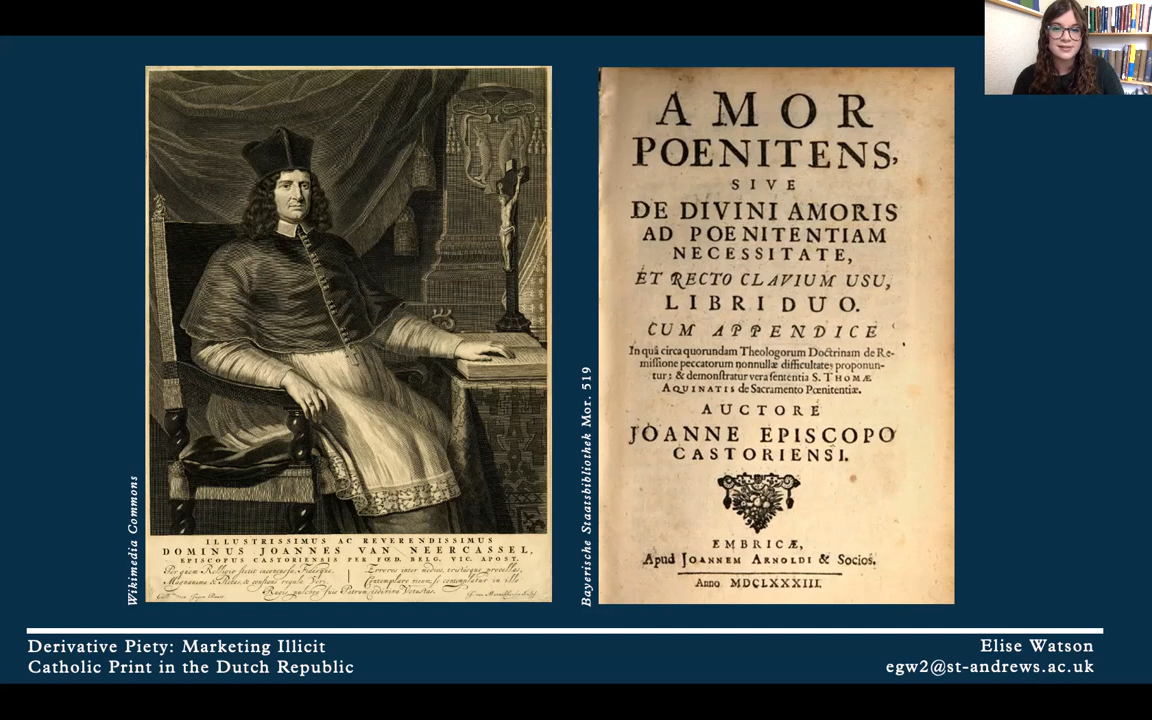 ILLUSTRISSIMUS AC REVERENDISSIMUS
DOMINUS JOANNES VAN NEERCASSEL,
EPISCOPUS CASTORIENSIS PER FŒD. BELG. VIC. APOST.
Wikimedia Commons
AMOR
POENITENS,
SIVE
DE DIVINI AMORIS
AD POENITENTIAM
NECESSITATE,
ET RECTO CLAVIUM USU,
LIBRI DUO.
CUM APPENDICE
In quâ circa quorundam Theologorum Doctrinam de Re-
missione peccatorum nonnullæ difficultates proponun-
tur: & demonstratur vera sententia S. THOMÆ
AQUINATIS de Sacramento Pœnitentiæ.
AUCTORE
JOANNE EPISCOPO
CASTORIENSI.
EMBRICÆ,
Apud JOANNEM ARNOLDI & Socios.
Anno MDCLXXXIII.
Bayerische Staatsbibliothek Mor. 519
Derivative Piety: Marketing Illicit
Catholic Print in the Dutch Republic
Elise Watson
egw2@st-andrews.ac.uk